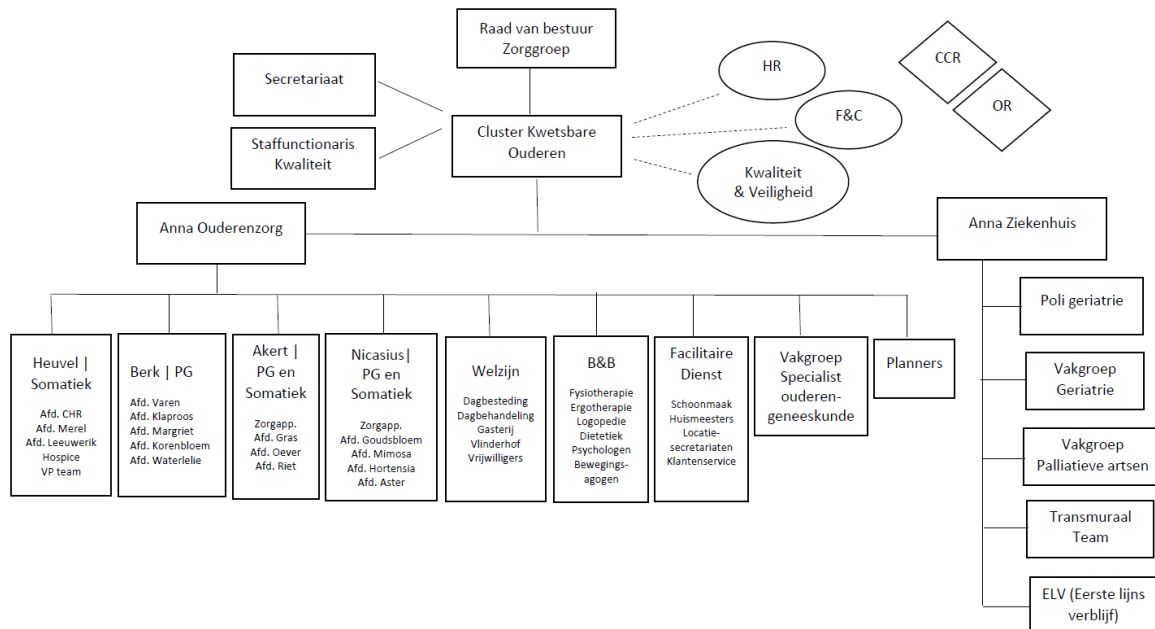 Raad van bestuur
Zorggroep
Secretariaat
HR
CCR
OR
Staffunctionaris
Kwaliteit
Cluster Kwetsbare
Ouderen
F&C
Kwaliteit
& Veiligheid
Anna Ouderenzorg
Anna Ziekenhuis
Heuvel |
Somatiek
Afd. CHR
Afd. Merel
Afd. Leeuwerik
Hospice
VP team
Berk | PG
Afd. Varen
Afd. Klaproos
Afd. Margriet
Afd. Korenbloem
Afd. Waterlelie
Akert |
PG en
Somatiek
Zorgapp.
Afd. Gras
Afd. Oever
Afd. Riet
Nicasius|
PG en
Somatiek
Zorgapp.
Afd. Goudsbloem
Afd. Mimosa
Afd. Hortensia
Afd. Aster
Welzijn
Dagbesteding
Dagbehandeling
Gasterij
Vlinderhof
Vrijwilligers
B&B
Fysiotherapie
Ergotherapie
Logopedie
Dietetiek
Psychologen
Bewegings-
agogen
Facilitaire
Dienst
Schoonmaak
Huismeesters
Locatie-
secretariaten
Klantenservice
Vakgroep
Specialist
ouderen-
geneeskunde
Planners
Poli geriatrie
Vakgroep
Geriatrie
Vakgroep
Palliatieve artsen
Transmuraal
Team
ELV (Eerste lijns
verblijf)